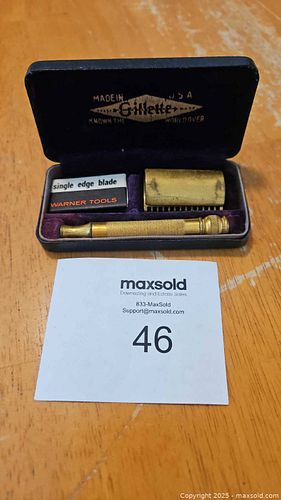 MADE IN U S A
Gillette
KNOWN THE WORLD OVER
single edge blade
WARNER TOOLS
maxsold
Downsizing and Estate Sales
833-MaxSold
Support@maxsold.com
46
Copyright 2025 - maxsold.com